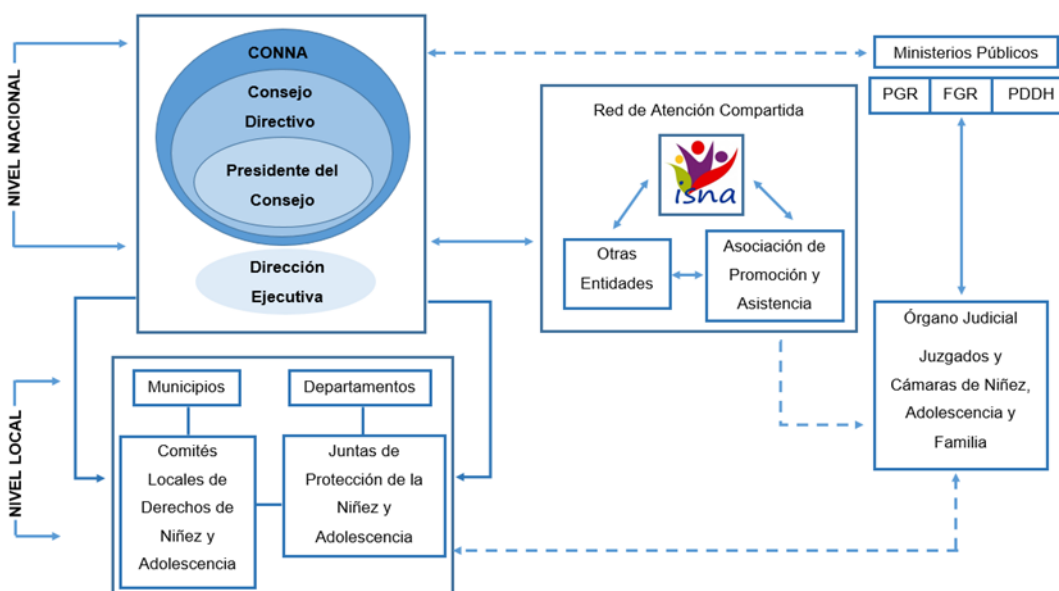 NIVEL NACIONAL
CONNA
Consejo
Directivo
Presidente del
Consejo
Dirección
Ejecutiva
Red de Atención Compartida
isna
Otras
Entidades
Asociación de
Promoción y
Asistencia
Ministerios Públicos
PGR
FGR
PDDH
Órgano Judicial
Juzgados y
Cámaras de Niñez,
Adolescencia y
Familia
NIVEL LOCAL
Municipios
Departamentos
Comités
Locales de
Derechos de
Niñez y
Adolescencia
Juntas de
Protección de la
Niñez y
Adolescencia